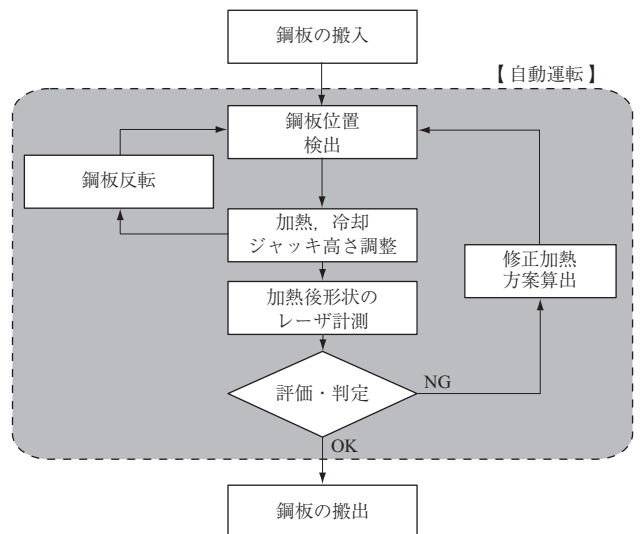 鋼板の搬入
【自動運転】
鋼板位置
検出
鋼板反転
加熱，冷却
ジャッキ高さ調整
修正加熱
方案算出
加熱後形状の
レーザ計測
評価・判定
NG
OK
鋼板の搬出